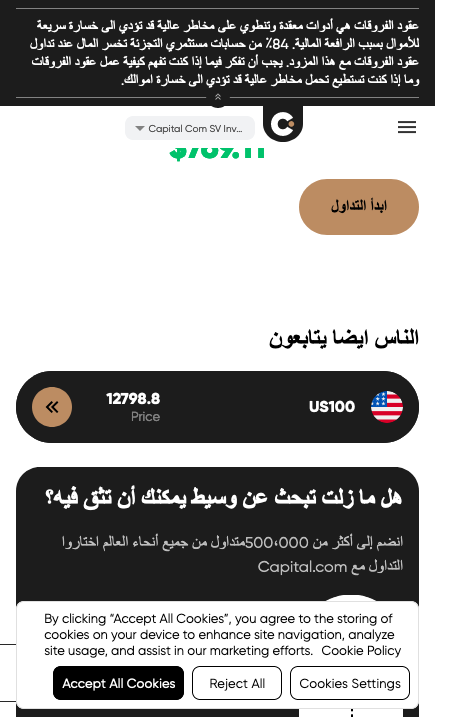 عقود الفروقات هي أدوات معقدة وتنطوي على مخاطر عالية قد تؤدي الى خسارة سريعة
للأموال بسبب الرافعة المالية. 84٪ من حسابات مستثمري التجزئة تخسر المال عند تداول
عقود الفروقات مع هذا المزود. يجب أن تفكر فيما إذا كنت تفهم كيفية عمل عقود الفروقات
وما إذا كنت تستطيع تحمل مخاطر عالية قد تؤدي الى خسارة اموالك.
Capital Com SV Inv...
$789.11
ابدأ التداول
الناس ايضا يتابعون
US100
12798.8
Price
هل ما زلت تبحث عن وسيط يمكنك أن تثق فيه؟
انضم إلى أكثر من 500،000متداول من جميع أنحاء العالم اختاروا
التداول مع Capital.com
By clicking “Accept All Cookies”, you agree to the storing of
cookies on your device to enhance site navigation, analyze
site usage, and assist in our marketing efforts. Cookie Policy
Accept All Cookies
Reject All
Cookies Settings